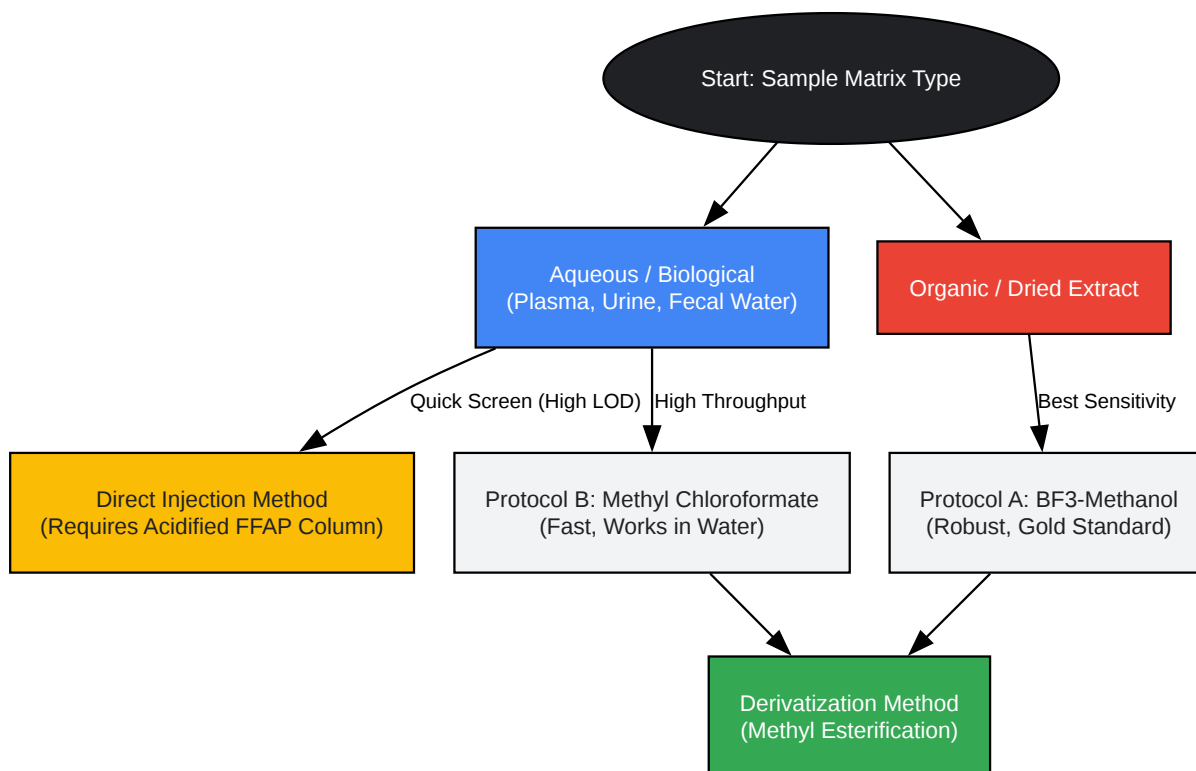 Start: Sample Matrix Type
Aqueous / Biological
(Plasma, Urine, Fecal Water)
Organic / Dried Extract
Quick Screen (High LOD)
High Throughput
Best Sensitivity
Direct Injection Method
(Requires Acidified FFAP Column)
Protocol B: Methyl Chloroformate
(Fast, Works in Water)
Protocol A: BF3-Methanol
(Robust, Gold Standard)
Derivatization Method
(Methyl Esterification)